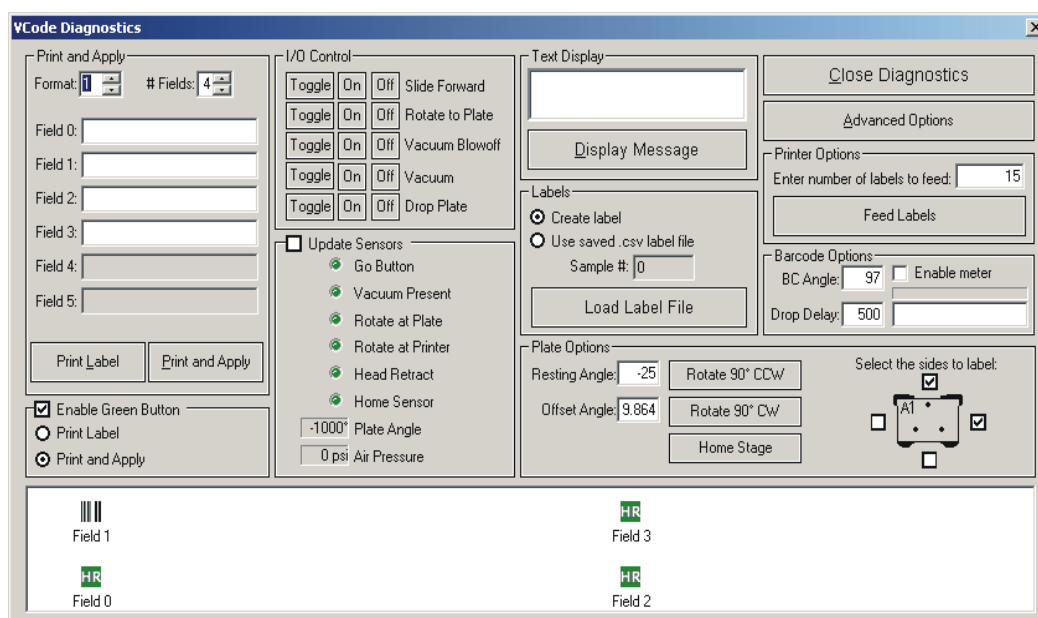 VCode Diagnostics
Print and Apply
Format: 1 # Fields: 4
Field 0:
Field 1:
Field 2:
Field 3:
Field 4:
Field 5:
Print Label Print and Apply
Enable Green Button
Print Label
Print and Apply
I/O Control
Toggle On Off Slide Forward
Toggle On Off Rotate to Plate
Toggle On Off Vacuum Blowoff
Toggle On Off Vacuum
Toggle On Off Drop Plate
Update Sensors
Go Button
Vacuum Present
Rotate at Plate
Rotate at Printer
Head Retract
Home Sensor
-1000° Plate Angle
0 psi Air Pressure
Text Display
Display Message
Labels
Create label
Use saved .csv label file
Sample #: 0
Load Label File
Close Diagnostics
Advanced Options
Printer Options
Enter number of labels to feed: 15
Feed Labels
Barcode Options
BC Angle: 97 Enable meter
Drop Delay: 500
Plate Options
Resting Angle: -25 Rotate 90° CCW
Offset Angle: 9.864 Rotate 90° CW
Home Stage
Select the sides to label:
A1
Field 1
HR
Field 3
HR
Field 0
HR
Field 2